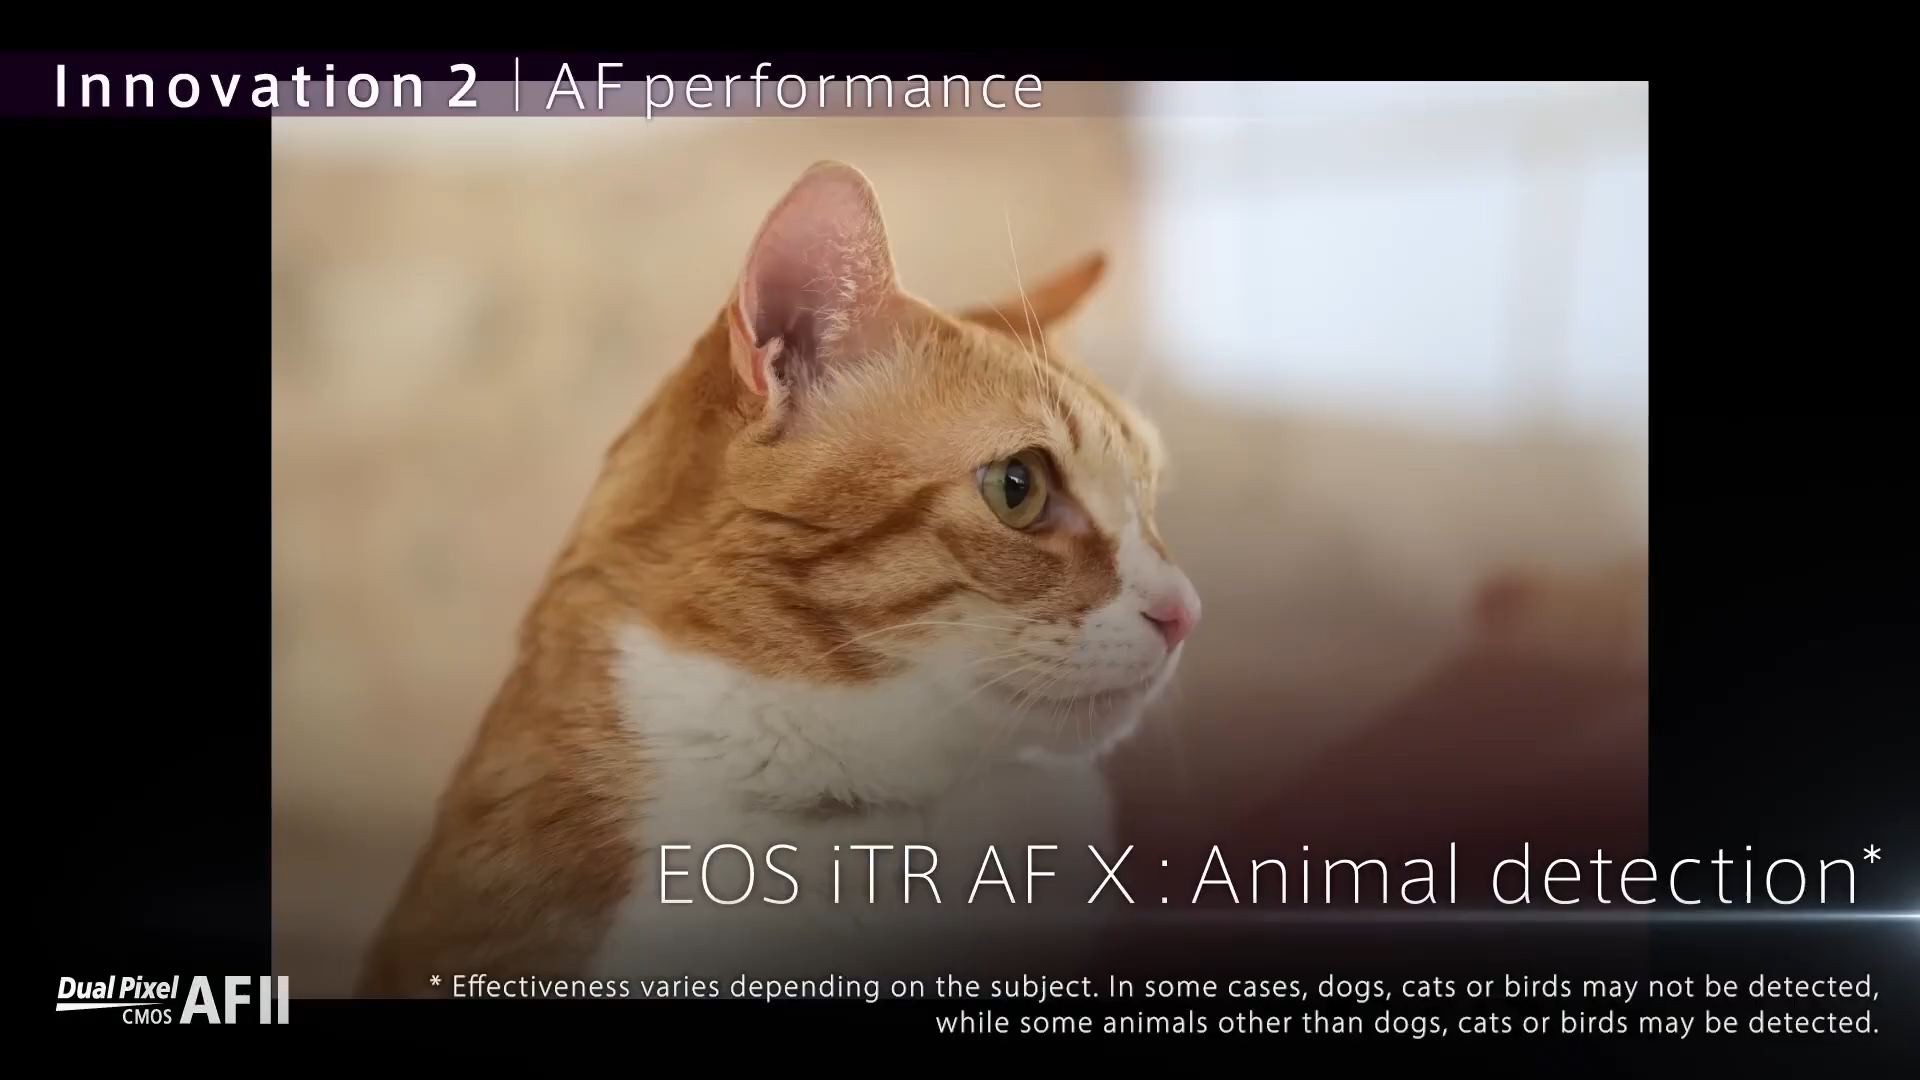 Innovation 2 | AF performance
EOS iTR AF X : Animal detection*
* Effectiveness varies depending on the subject. In some cases, dogs, cats or birds may not be detected,
while some animals other than dogs, cats or birds may be detected.
Dual Pixel
CMOS AF II